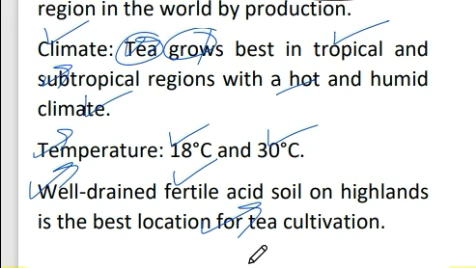 region in the world by production.
Climate: Tea grows best in tropical and
subtropical regions with a hot and humid
climate.
Temperature: 18°C and 30°C.
Well-drained fertile acid soil on highlands
is the best location for tea cultivation.